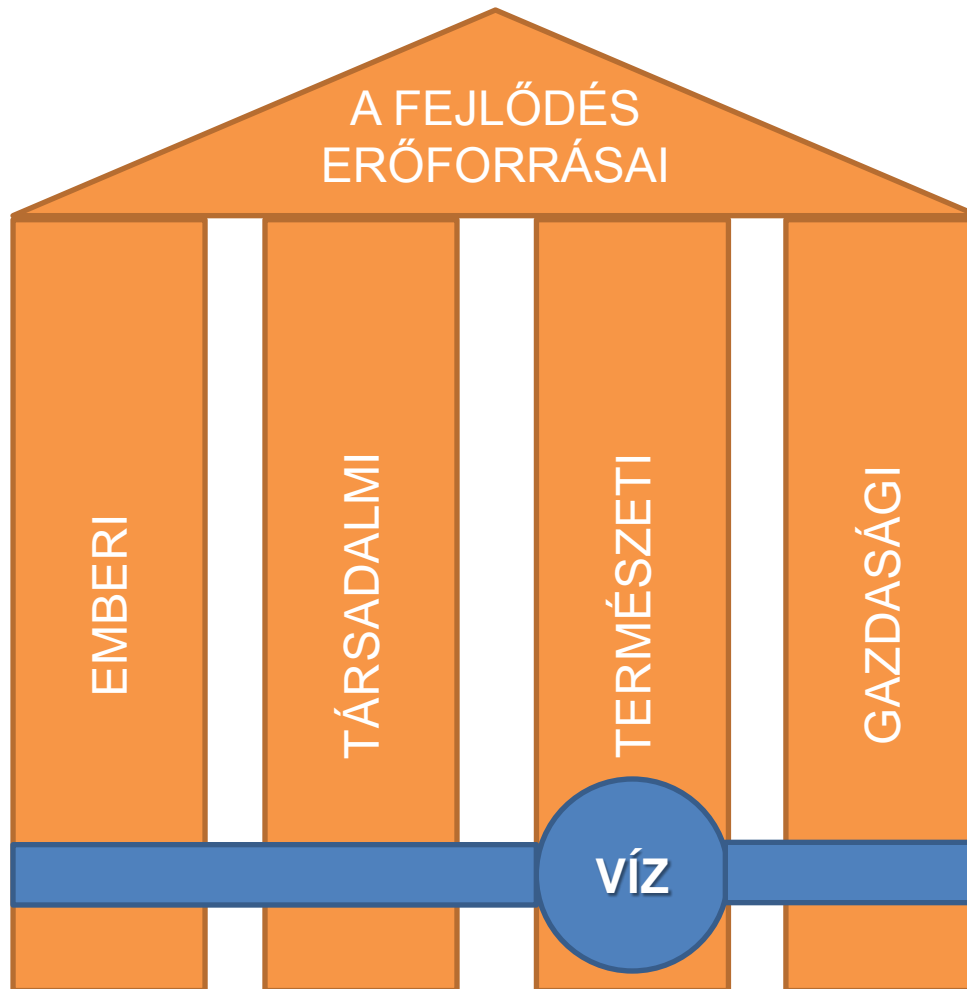 A FEJLŐDÉS
ERŐFORRÁSAI
EMBERI
TÁRSADALMI
TERMÉSZETI
GAZDASÁGI
VÍZ